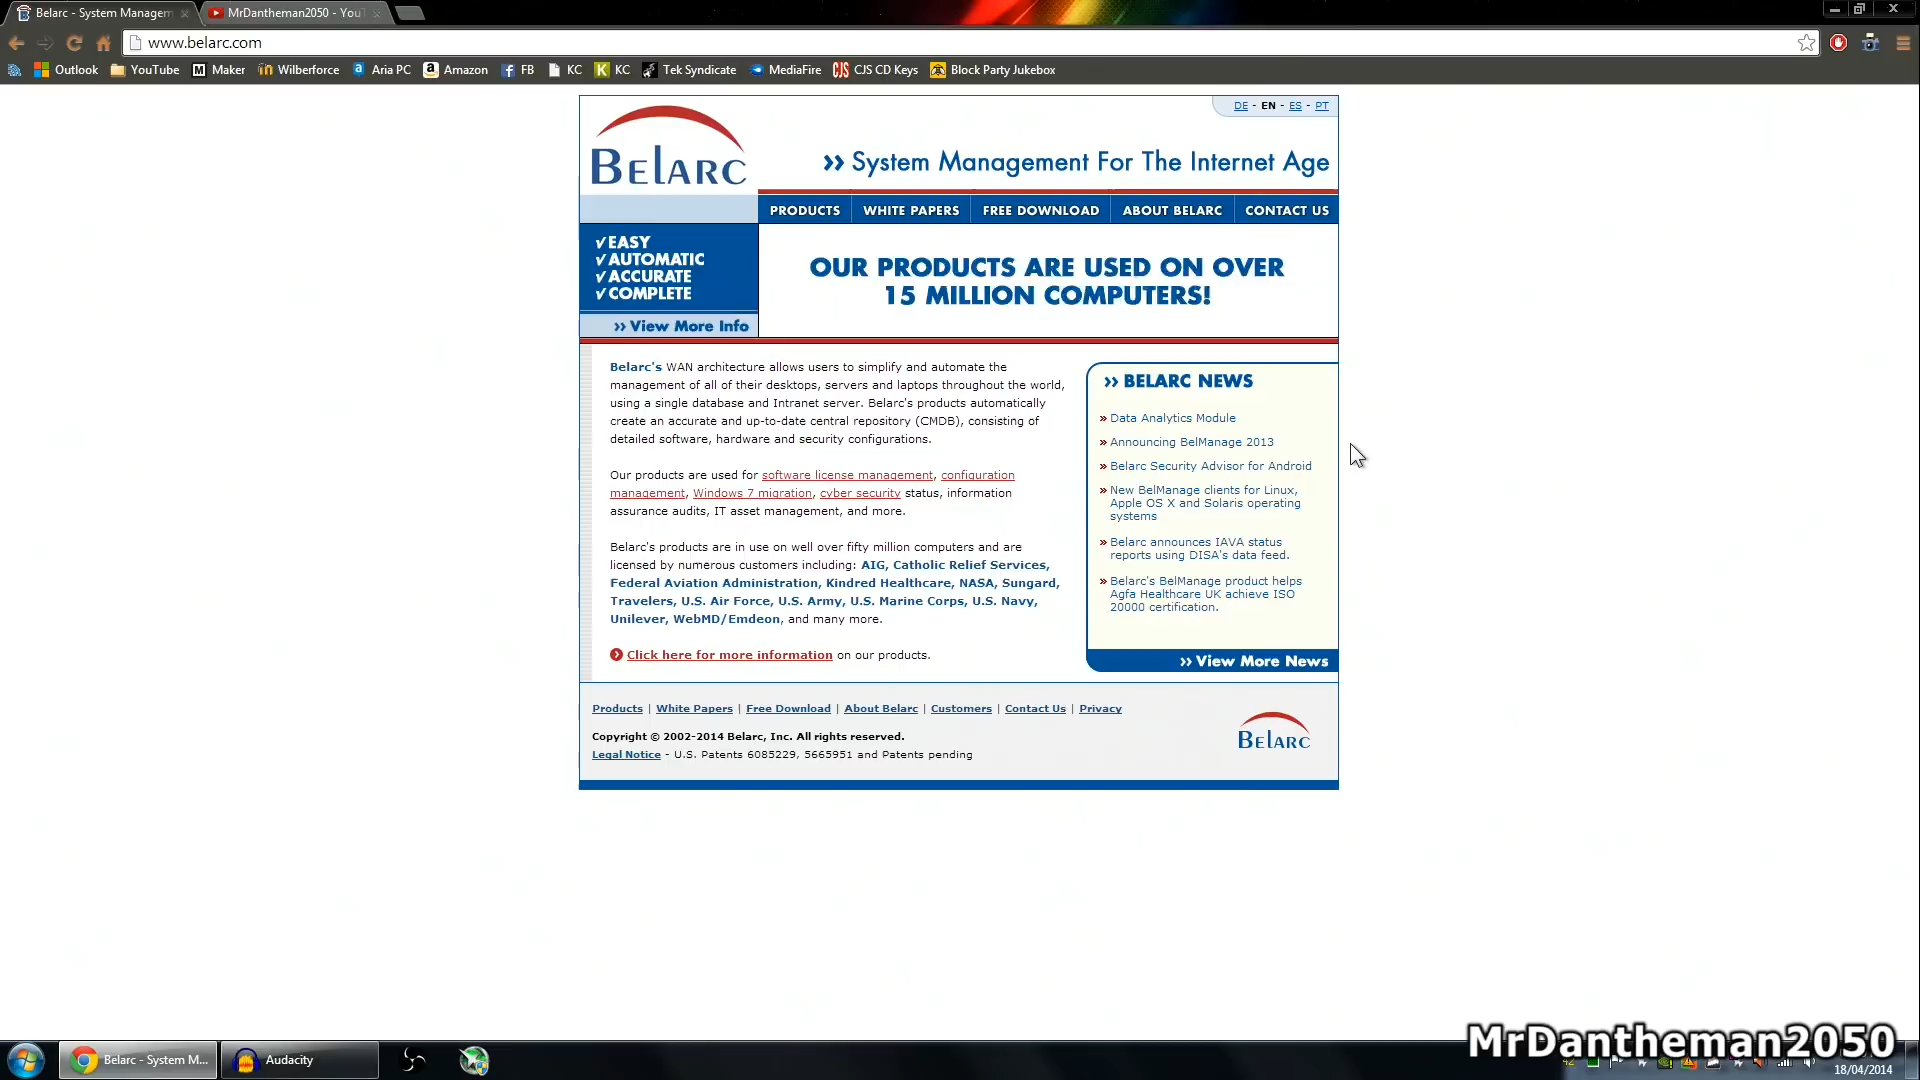 Belarc - System Managem
MrDantheman2050 - YouT
www.belarc.com
Outlook YouTube Maker Wilberforce Aria PC Amazon FB KC KC Tek Syndicate MediaFire CJS CD Keys Block Party Jukebox
DE - EN - ES - PT
BELARC
›› System Management For The Internet Age
PRODUCTS WHITE PAPERS FREE DOWNLOAD ABOUT BELARC CONTACT US
√ EASY
√ AUTOMATIC
√ ACCURATE
√ COMPLETE
›› View More Info
OUR PRODUCTS ARE USED ON OVER
15 MILLION COMPUTERS!
Belarc's WAN architecture allows users to simplify and automate the
management of all of their desktops, servers and laptops throughout the world,
using a single database and Intranet server. Belarc's products automatically
create an accurate and up-to-date central repository (CMDB), consisting of
detailed software, hardware and security configurations.
Our products are used for software license management, configuration
management, Windows 7 migration, cyber security status, information
assurance audits, IT asset management, and more.
Belarc's products are in use on well over fifty million computers and are
licensed by numerous customers including: AIG, Catholic Relief Services,
Federal Aviation Administration, Kindred Healthcare, NASA, Sungard,
Travelers, U.S. Air Force, U.S. Army, U.S. Marine Corps, U.S. Navy,
Unilever, WebMD/Emdeon, and many more.
Click here for more information on our products.
›› BELARC NEWS
» Data Analytics Module
» Announcing BelManage 2013
» Belarc Security Advisor for Android
» New BelManage clients for Linux,
Apple OS X and Solaris operating
systems
» Belarc announces IAVA status
reports using DISA's data feed.
» Belarc's BelManage product helps
Agfa Healthcare UK achieve ISO
20000 certification.
›› View More News
Products | White Papers | Free Download | About Belarc | Customers | Contact Us | Privacy
Copyright © 2002-2014 Belarc, Inc. All rights reserved.
Legal Notice - U.S. Patents 6085229, 5665951 and Patents pending
BELARC
MrDantheman2050
Belarc - System M...
Audacity
18/04/2014